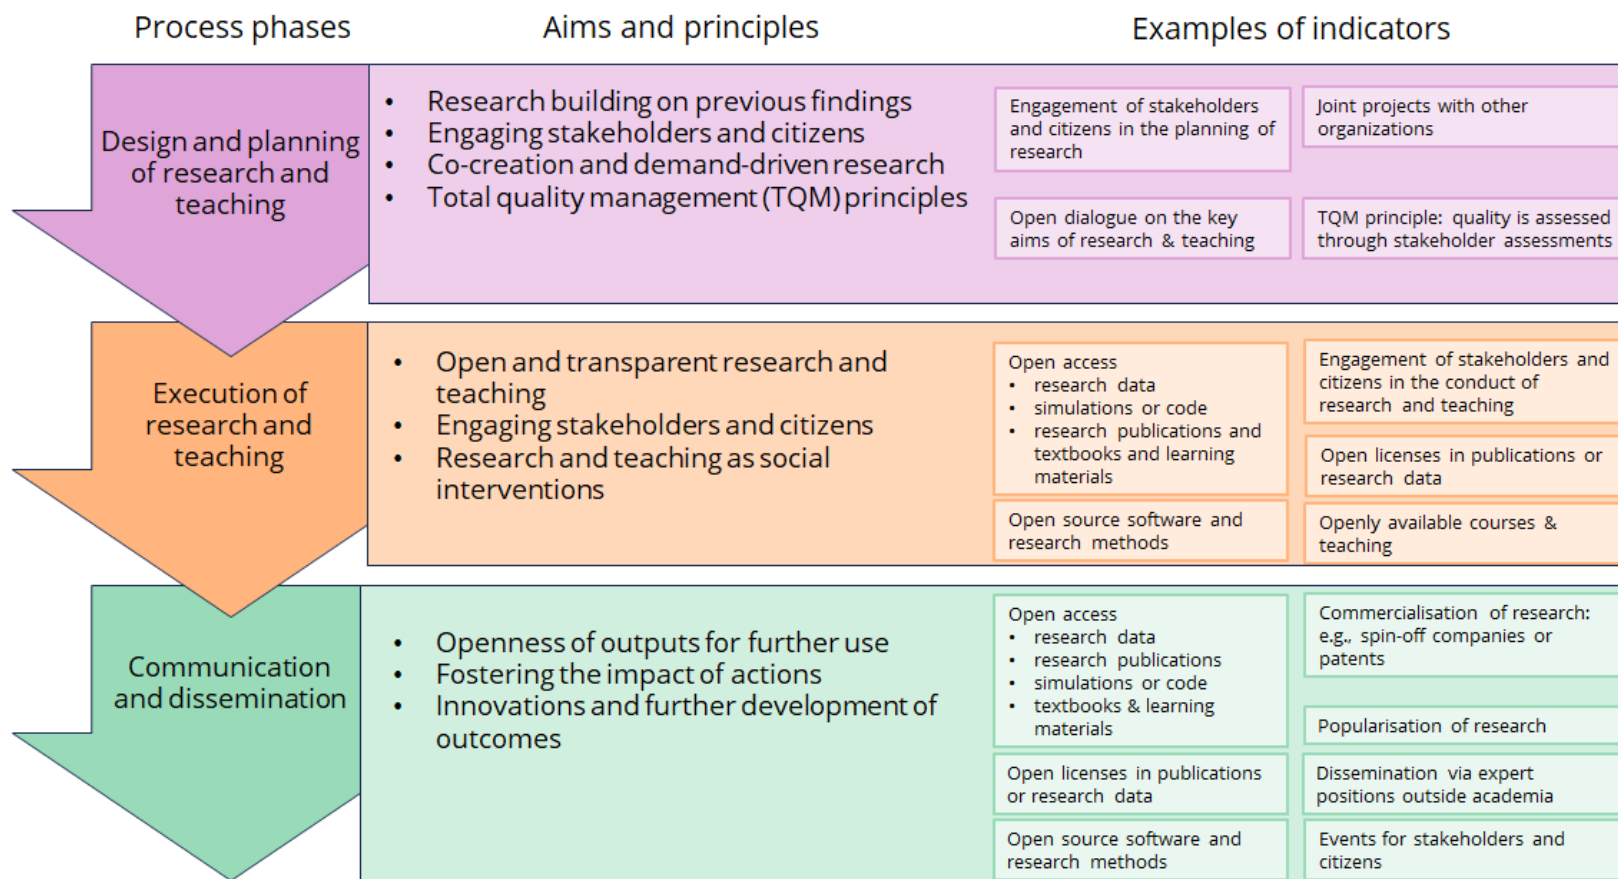 Process phases
Aims and principles
Examples of indicators
Design and planning
of research and
teaching
• Research building on previous findings
• Engaging stakeholders and citizens
• Co-creation and demand-driven research
• Total quality management (TQM) principles
Engagement of stakeholders
and citizens in the planning of
research
Joint projects with other
organizations
Open dialogue on the key
aims of research & teaching
TQM principle: quality is assessed
through stakeholder assessments
Execution of
research and
teaching
• Open and transparent research and
teaching
• Engaging stakeholders and citizens
• Research and teaching as social
interventions
Open access
• research data
• simulations or code
• research publications and
textbooks and learning
materials
Engagement of stakeholders and
citizens in the conduct of
research and teaching
Open licenses in publications or
research data
Open source software and
research methods
Openly available courses &
teaching
Communication
and dissemination
• Openness of outputs for further use
• Fostering the impact of actions
• Innovations and further development of
outcomes
Open access
• research data
• research publications
• simulations or code
• textbooks & learning
materials
Commercialisation of research:
e.g., spin-off companies or
patents
Popularisation of research
Open licenses in publications
or research data
Dissemination via expert
positions outside academia
Open source software and
research methods
Events for stakeholders and
citizens